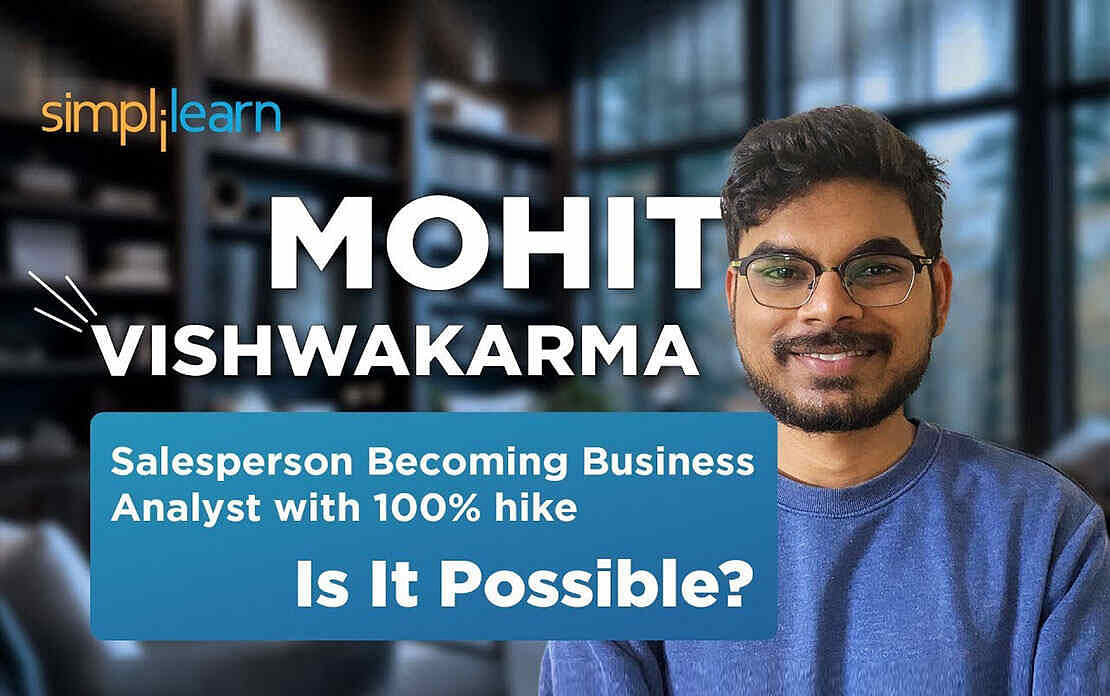 simplilearn
MOHIT
VISHWAKARMA
Salesperson Becoming Business
Analyst with 100% hike
Is It Possible?